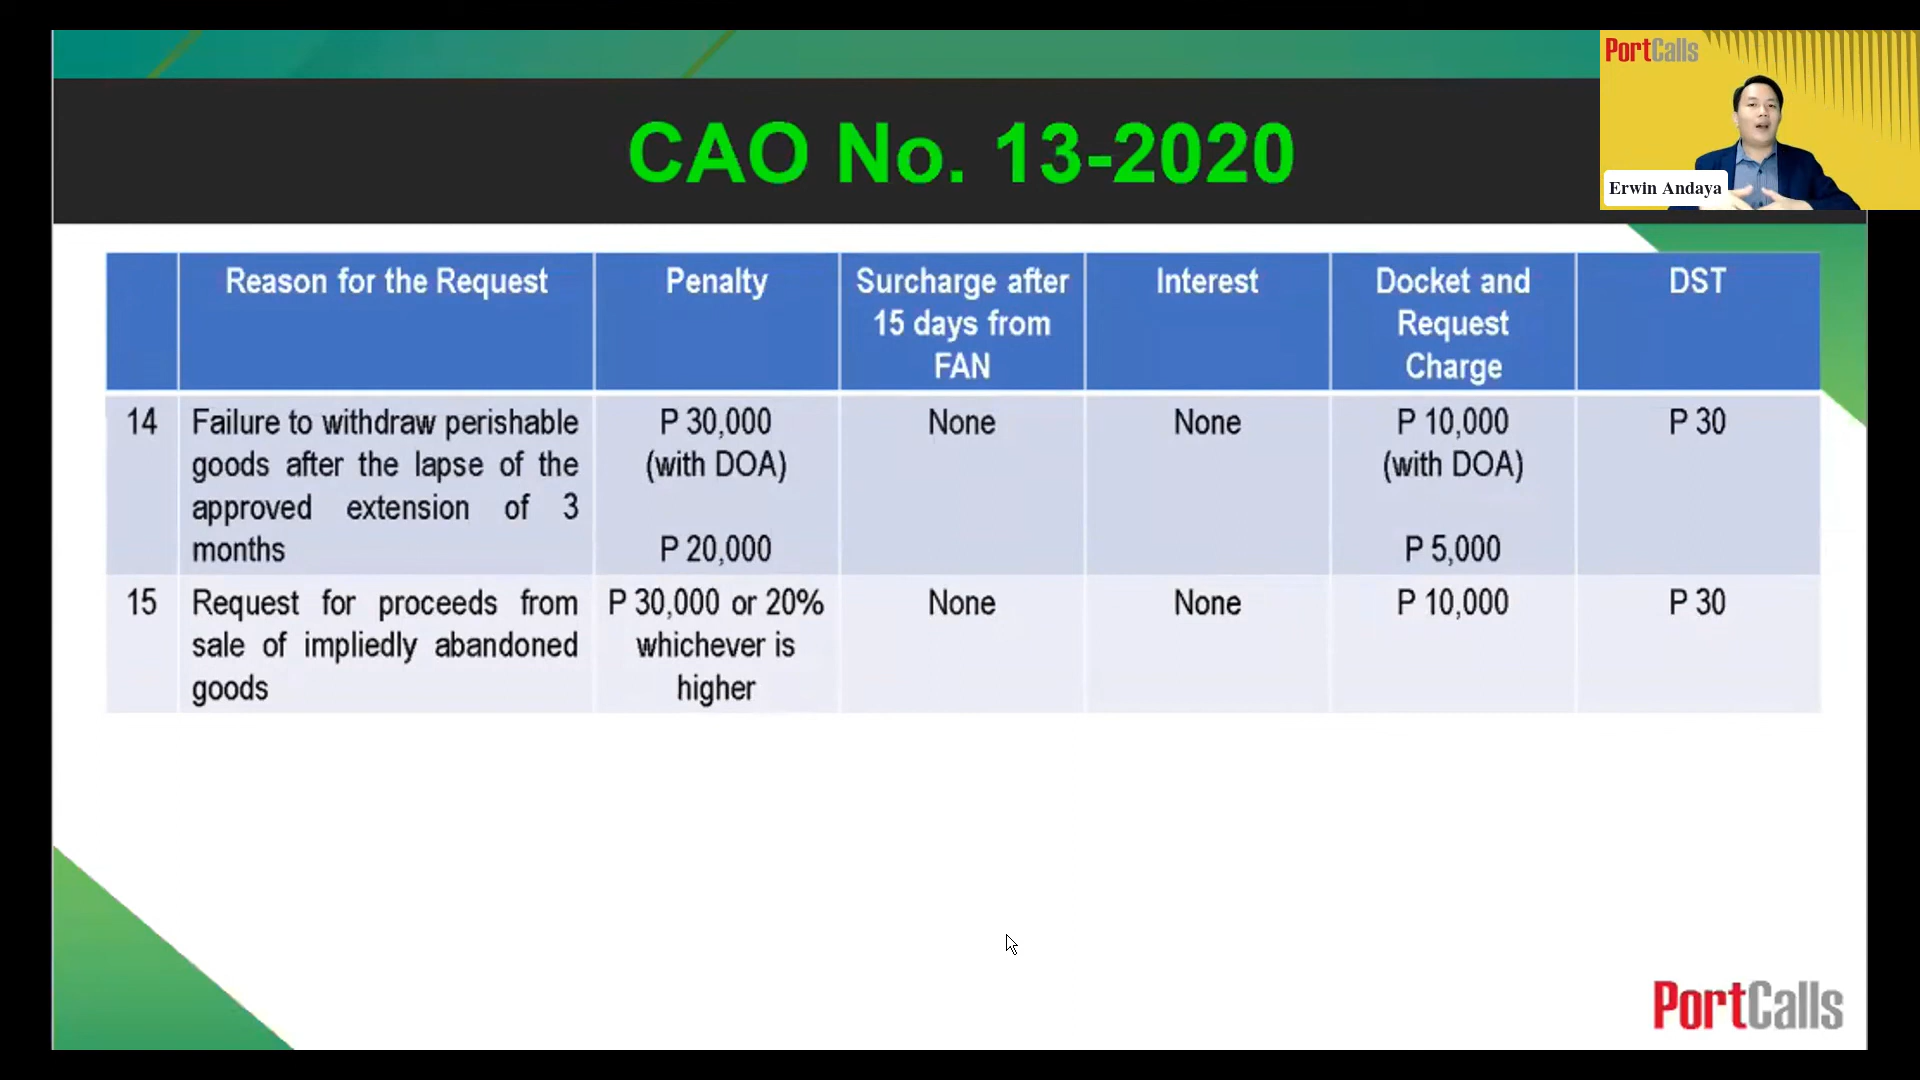 PortCalls
Erwin Andaya
CAO No. 13-2020
Reason for the Request
Penalty
Surcharge after
15 days from
FAN
Interest
Docket and
Request
Charge
DST
14
Failure to withdraw perishable
goods after the lapse of the
approved extension of 3
months
P 30,000
(with DOA)
P 20,000
None
None
P 10,000
(with DOA)
P 5,000
P 30
15
Request for proceeds from
sale of impliedly abandoned
goods
P 30,000 or 20%
whichever is
higher
None
None
P 10,000
P 30
PortCalls